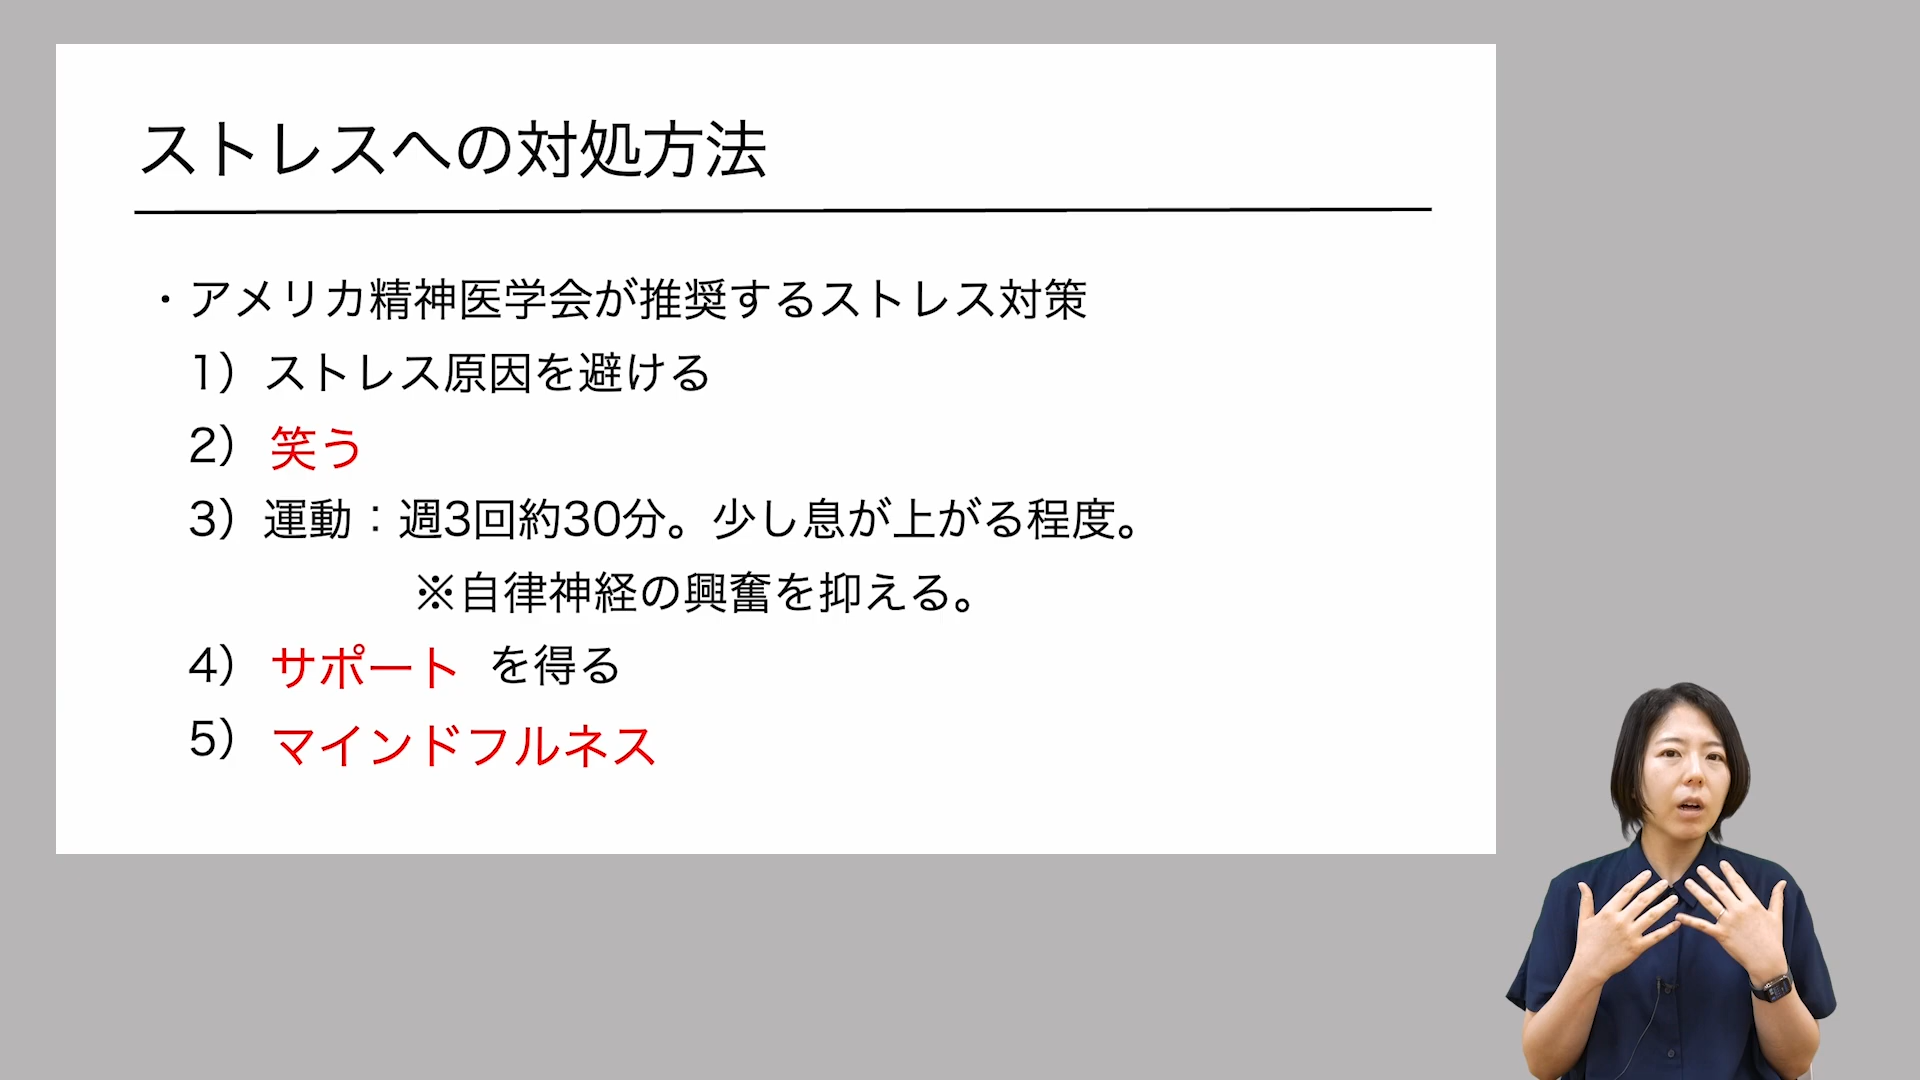 ストレスへの対処方法
・アメリカ精神医学会が推奨するストレス対策
1）ストレス原因を避ける
2）笑う
3）運動：週3回約30分。少し息が上がる程度。
※自律神経の興奮を抑える。
4）サポート を得る
5）マインドフルネス